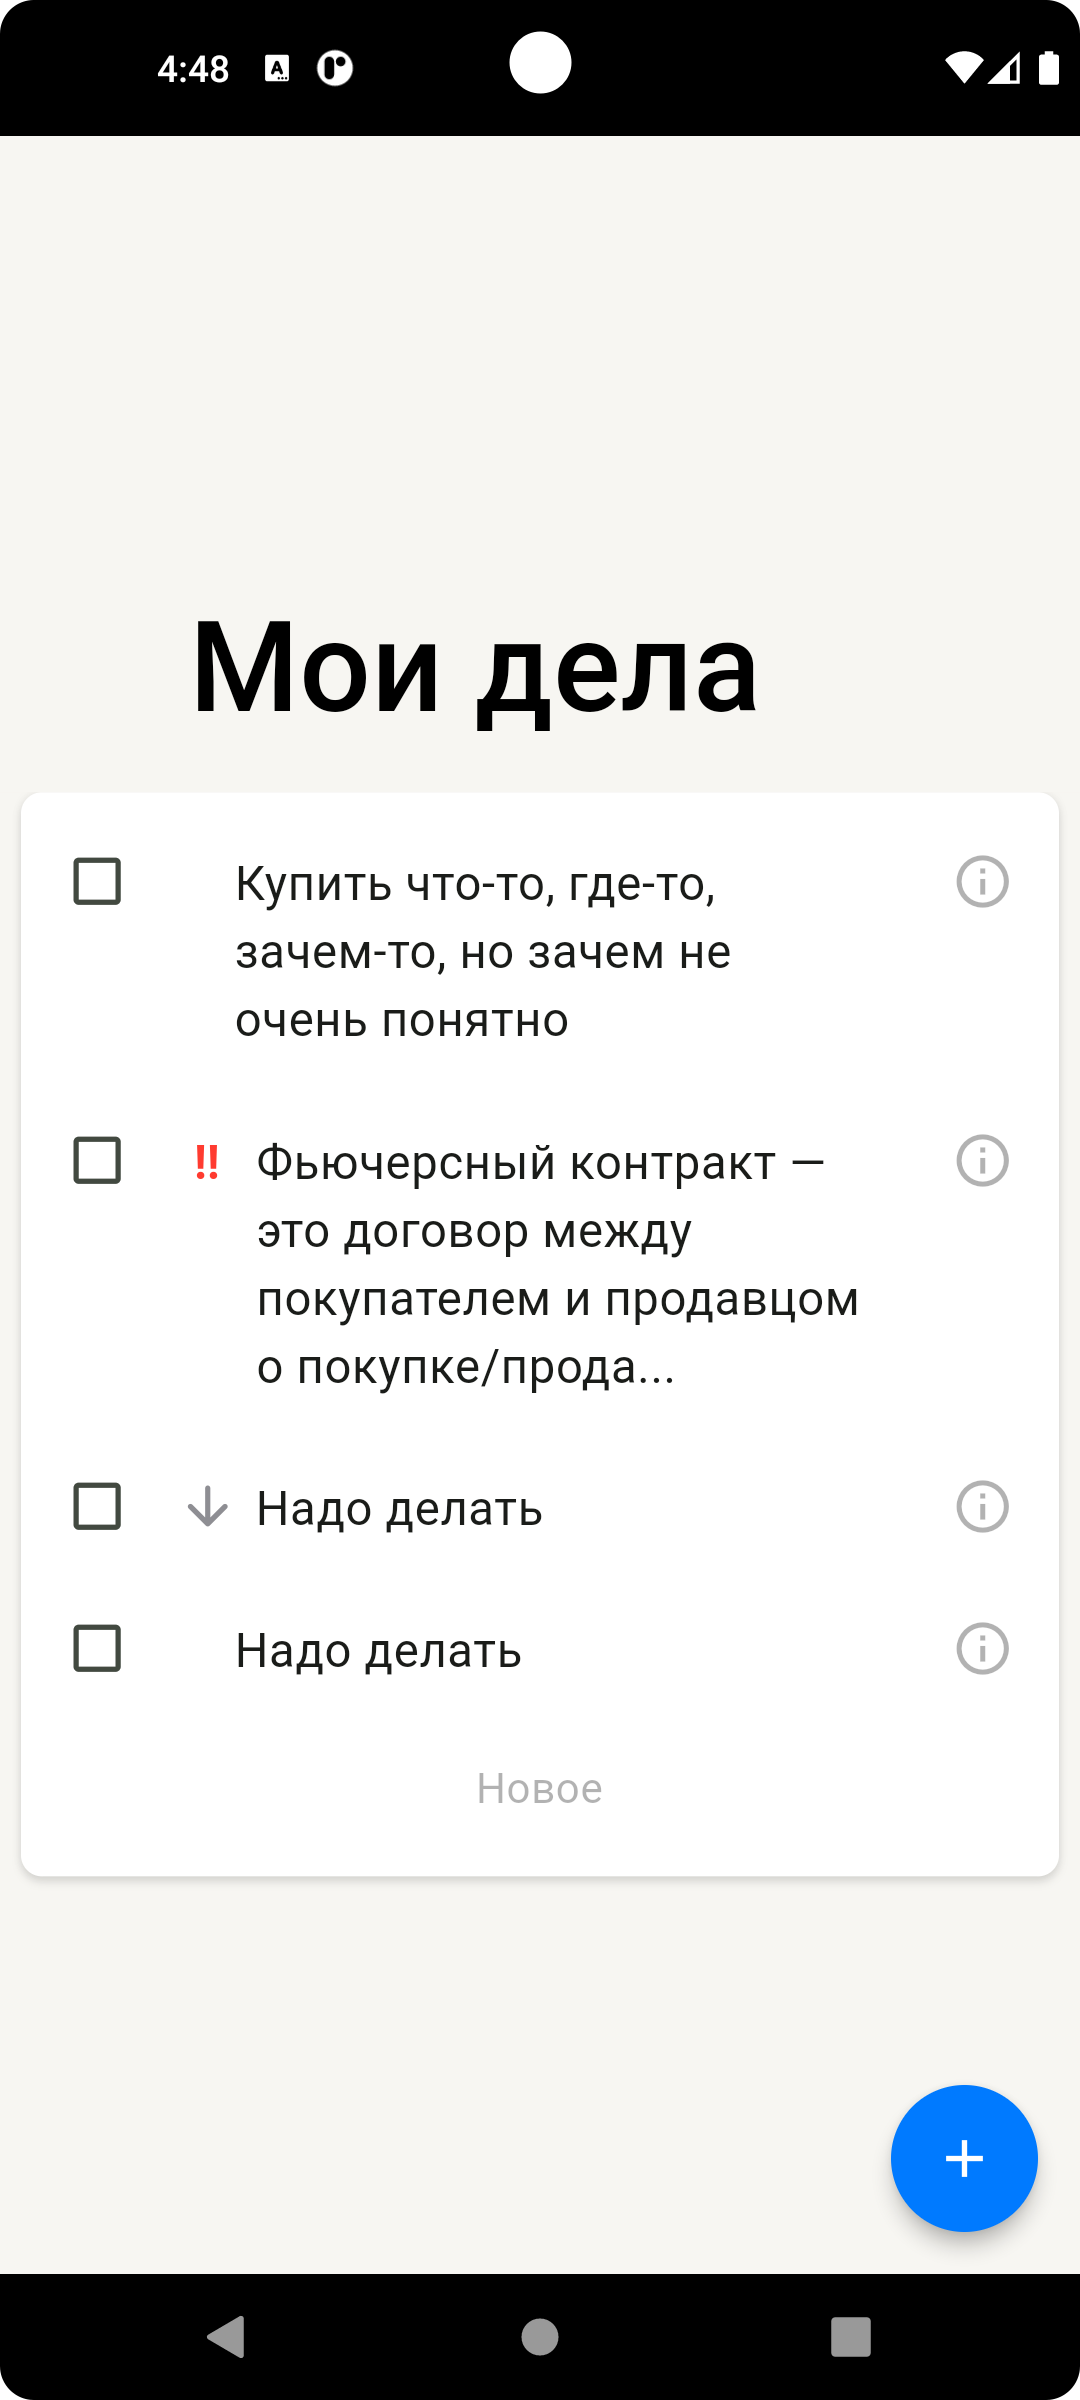 4:48
Мои дела
Купить что-то, где-то,
зачем-то, но зачем не
очень понятно
!! Фьючерсный контракт —
это договор между
покупателем и продавцом
о покупке/прода...
Надо делать
Надо делать
Новое